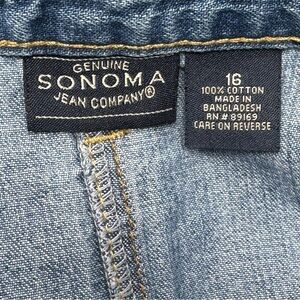 GENUINE
SONOMA
JEAN COMPANY®
16
100% COTTON
MADE IN
BANGLADESH
RN # 89169
CARE ON REVERSE